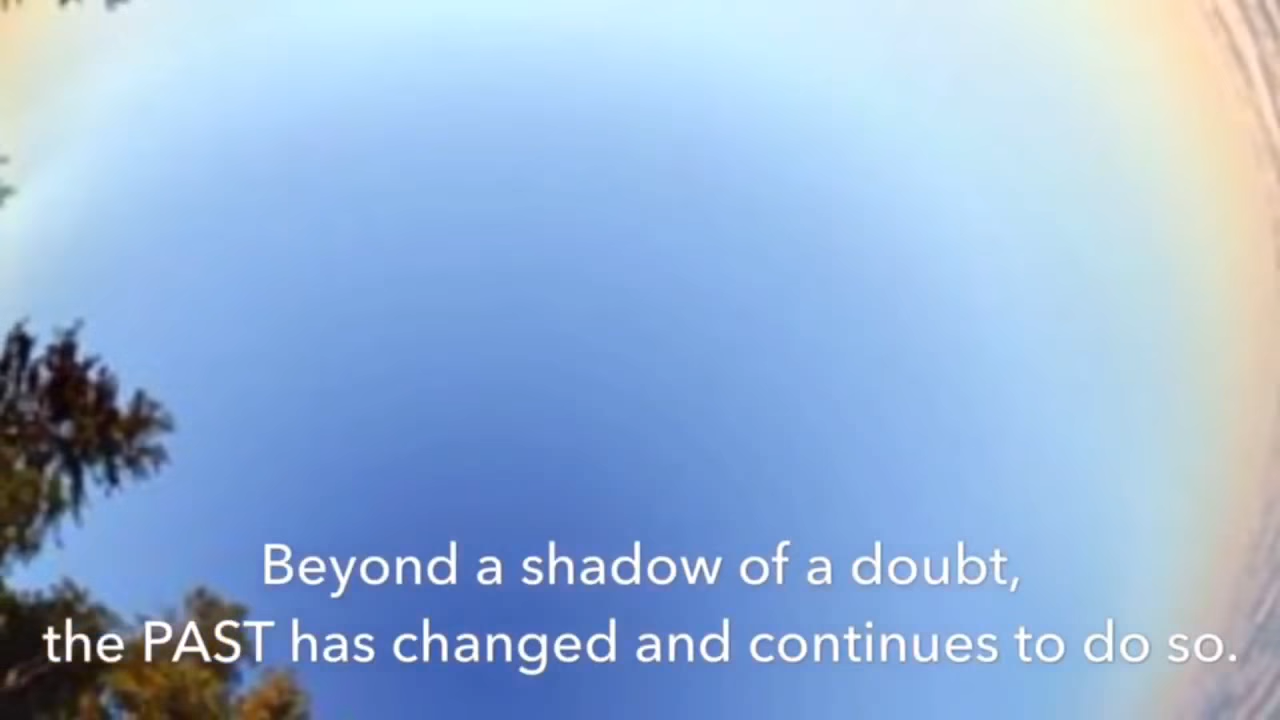 Beyond a shadow of a doubt,
the PAST has changed and continues to do so.